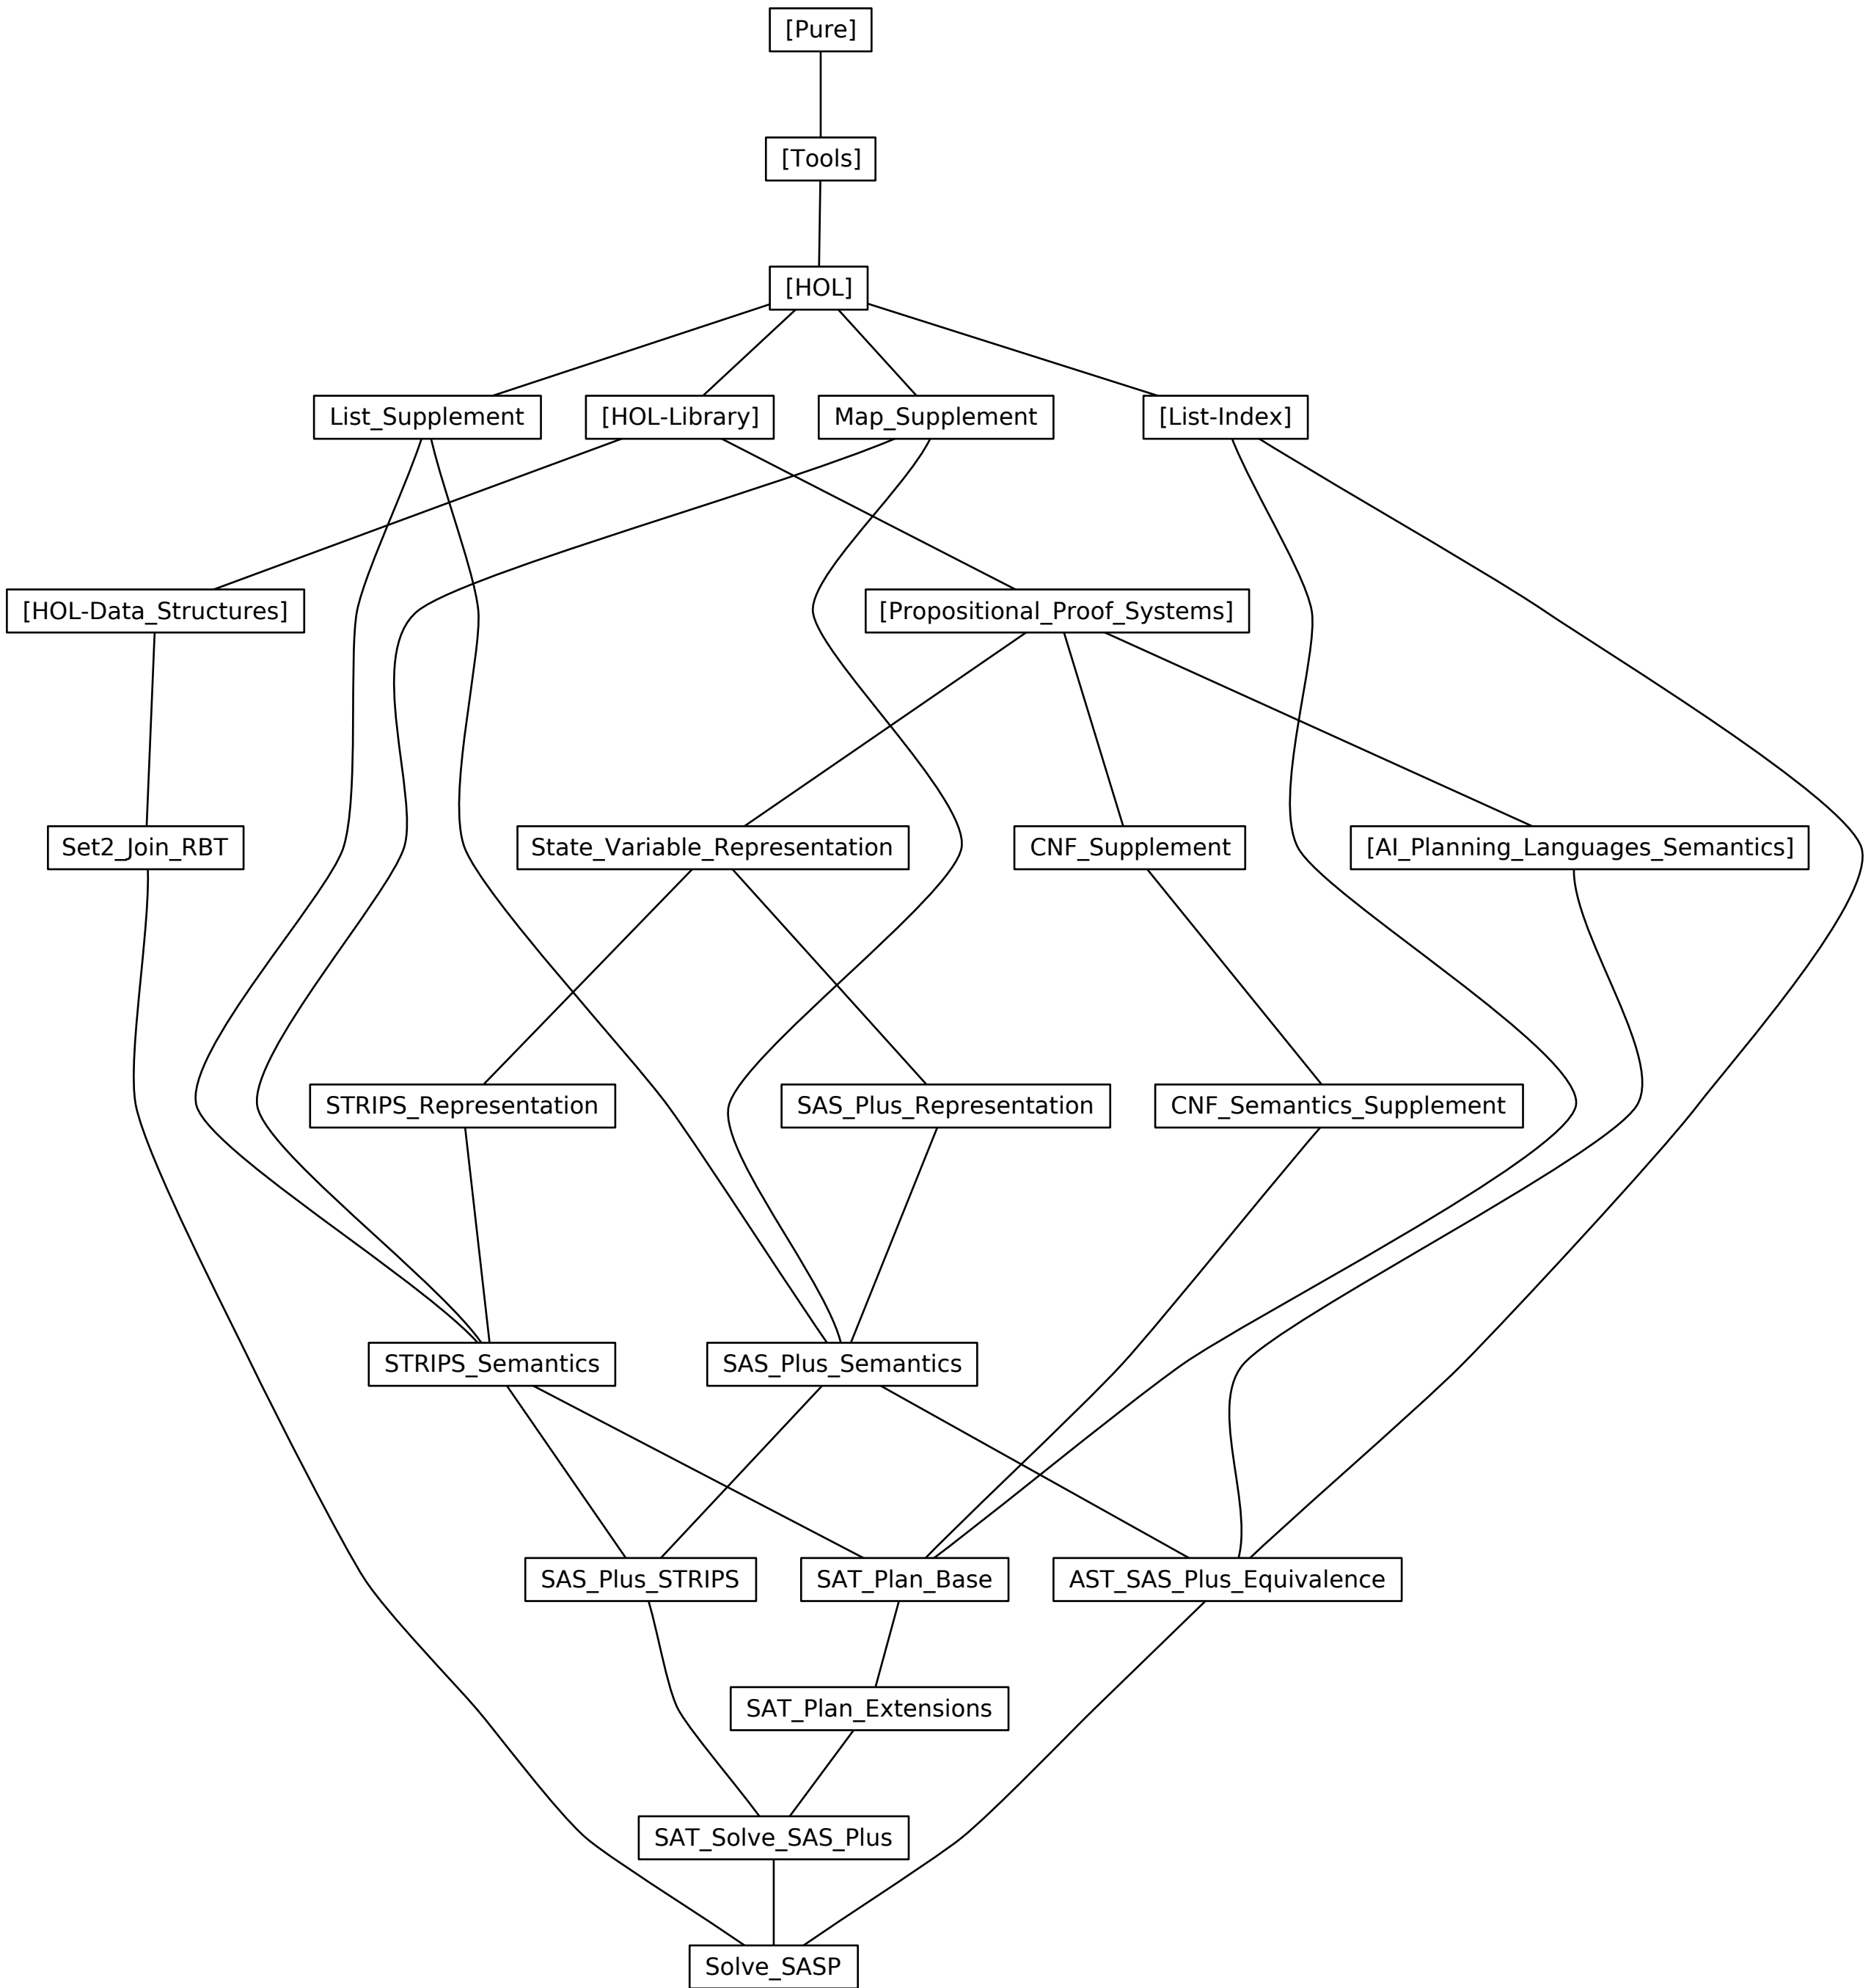 [Pure]
[Tools]
[HOL]
List_Supplement
[HOL-Library]
Map_Supplement
[List-Index]
[HOL-Data_Structures]
[Propositional_Proof_Systems]
Set2_Join_RBT
State_Variable_Representation
CNF_Supplement
[AI_Planning_Languages_Semantics]
STRIPS_Representation
SAS_Plus_Representation
CNF_Semantics_Supplement
STRIPS_Semantics
SAS_Plus_Semantics
SAS_Plus_STRIPS
SAT_Plan_Base
AST_SAS_Plus_Equivalence
SAT_Plan_Extensions
SAT_Solve_SAS_Plus
Solve_SASP